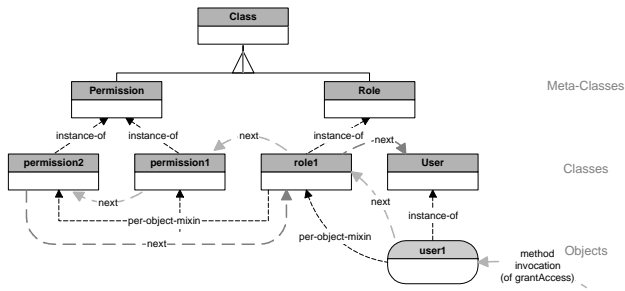 Class
Meta-Classes
Permission
Role
instance-of
instance-of
next
instance-of
next
permission2
permission1
role1
User
Classes
next
next
per-object-mixin
instance-of
per-object-mixin
next
user1
Objects
method
invocation
(of grantAccess)